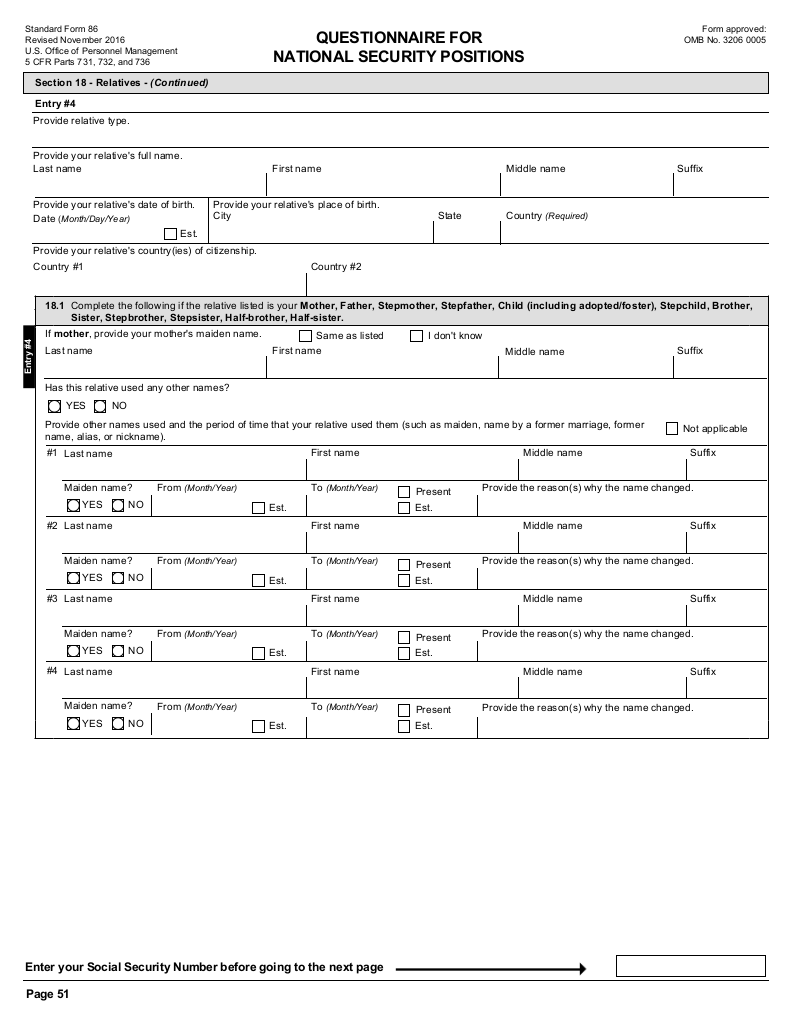 Standard Form 86
Revised November 2016
U.S. Office of Personnel Management
5 CFR Parts 731, 732, and 736
QUESTIONNAIRE FOR
NATIONAL SECURITY POSITIONS
Form approved:
OMB No. 3206 0005
Section 18 - Relatives - (Continued)
Entry #4
Provide relative type.
Provide your relative's full name.
Last name First name Middle name Suffix
Provide your relative's date of birth. Provide your relative's place of birth.
Date (Month/Day/Year) City State Country (Required)
Est.
Provide your relative's country(ies) of citizenship.
Country #1 Country #2
18.1 Complete the following if the relative listed is your Mother, Father, Stepmother, Stepfather, Child (including adopted/foster), Stepchild, Brother,
Sister, Stepbrother, Stepsister, Half-brother, Half-sister.
Entry #4
If mother, provide your mother's maiden name. Same as listed I don't know
Last name First name Middle name Suffix
Has this relative used any other names?
YES NO
Provide other names used and the period of time that your relative used them (such as maiden, name by a former marriage, former
name, alias, or nickname).
Not applicable
#1 Last name First name Middle name Suffix
Maiden name? From (Month/Year) To (Month/Year) Present Provide the reason(s) why the name changed.
YES NO Est. Est.
#2 Last name First name Middle name Suffix
Maiden name? From (Month/Year) To (Month/Year) Present Provide the reason(s) why the name changed.
YES NO Est. Est.
#3 Last name First name Middle name Suffix
Maiden name? From (Month/Year) To (Month/Year) Present Provide the reason(s) why the name changed.
YES NO Est. Est.
#4 Last name First name Middle name Suffix
Maiden name? From (Month/Year) To (Month/Year) Present Provide the reason(s) why the name changed.
YES NO Est. Est.
Enter your Social Security Number before going to the next page
Page 51